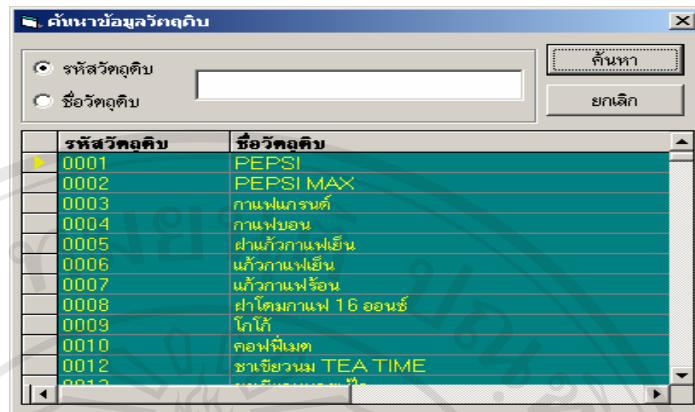 ค้นหาข้อมูลวัตถุดิบ
รหัสวัตถุดิบ
ค้นหา
ชื่อวัตถุดิบ
ยกเลิก
รหัสวัตถุดิบ ชื่อวัตถุดิบ
0001 PEPSI
0002 PEPSI MAX
0003 กาแฟแกรนด์
0004 กาแฟบอน
0005 ฝาแก้วกาแฟเย็น
0006 แก้วกาแฟเย็น
0007 แก้วกาแฟร้อน
0008 ฝาโดมกาแฟ 16 ออนซ์
0009 โกโก้
0010 คอฟฟี่เมต
0012 ชาเขียวนม TEA TIME